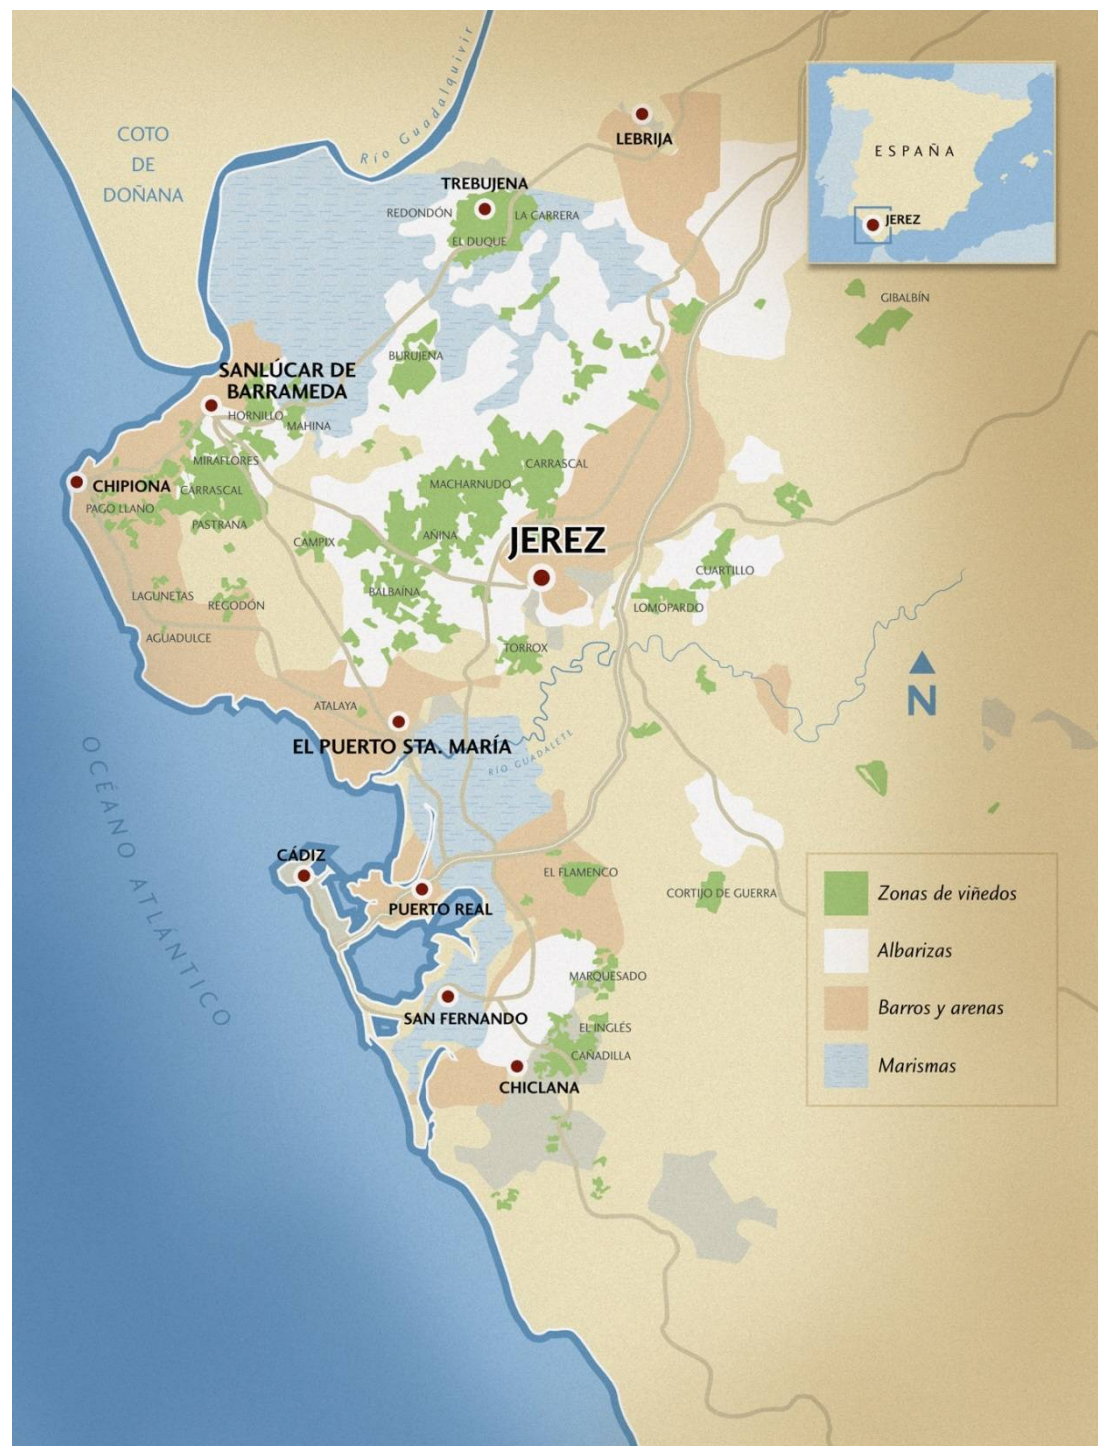 COTO
DE
DOÑANA
Río Guadalquivir
LEBRIJA
ESPAÑA
JEREZ
TREBUJENA
REDONDÓN
LA CARRERA
EL DUQUE
GIBALBÍN
BURUJENA
SANLÚCAR DE
BARRAMEDA
HORNILLO
MAHINA
MIRAFLORES
CARRASCAL
MACHARNUDO
CHIPIONA
CARRASCAL
PAGO LLANO
PASTRANA
AÑINA
CAMPIX
JEREZ
CUARTILLO
BALBAÍNA
LAGUNETAS
REGODÓN
LOMOPARDO
AGUADULCE
TORROX
N
ATALAYA
EL PUERTO STA. MARÍA
RÍO GUADALETE
OCÉANO ATLÁNTICO
CÁDIZ
EL FLAMENCO
CORTIJO DE GUERRA
PUERTO REAL
MARQUESADO
SAN FERNANDO
EL INGLÉS
CAÑADILLA
CHICLANA
Zonas de viñedos
Albarizas
Barros y arenas
Marismas